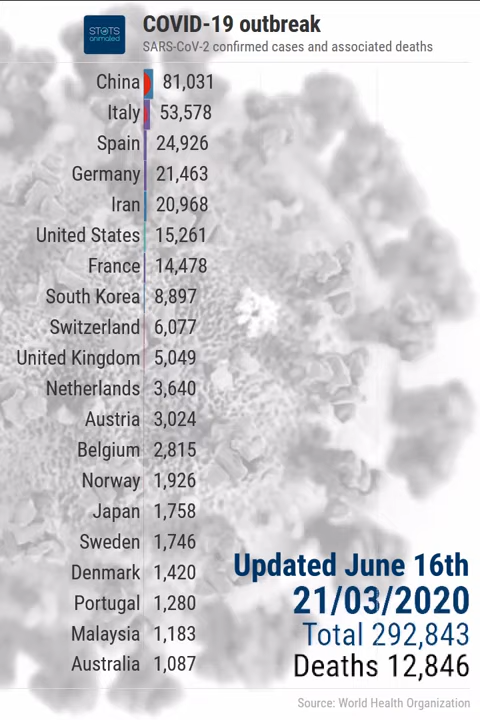 STATS
animated
COVID-19 outbreak
SARS-CoV-2 confirmed cases and associated deaths
China 81,031
Italy 53,578
Spain 24,926
Germany 21,463
Iran 20,968
United States 15,261
France 14,478
South Korea 8,897
Switzerland 6,077
United Kingdom 5,049
Netherlands 3,640
Austria 3,024
Belgium 2,815
Norway 1,926
Japan 1,758
Sweden 1,746
Denmark 1,420
Portugal 1,280
Malaysia 1,183
Australia 1,087
Updated June 16th
21/03/2020
Total 292,843
Deaths 12,846
Source: World Health Organization